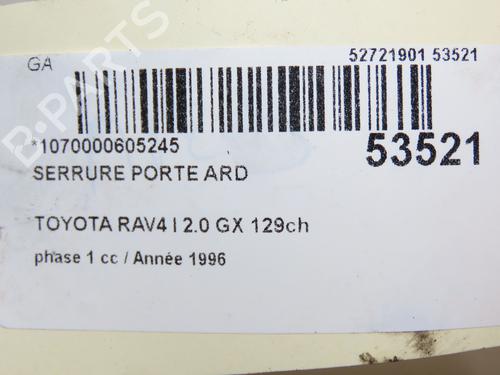 GA
52721901 53521
*1070000605245
53521
SERRURE PORTE ARD
TOYOTA RAV4 I 2.0 GX 129ch
phase 1 cc / Année 1996
B-PARTS